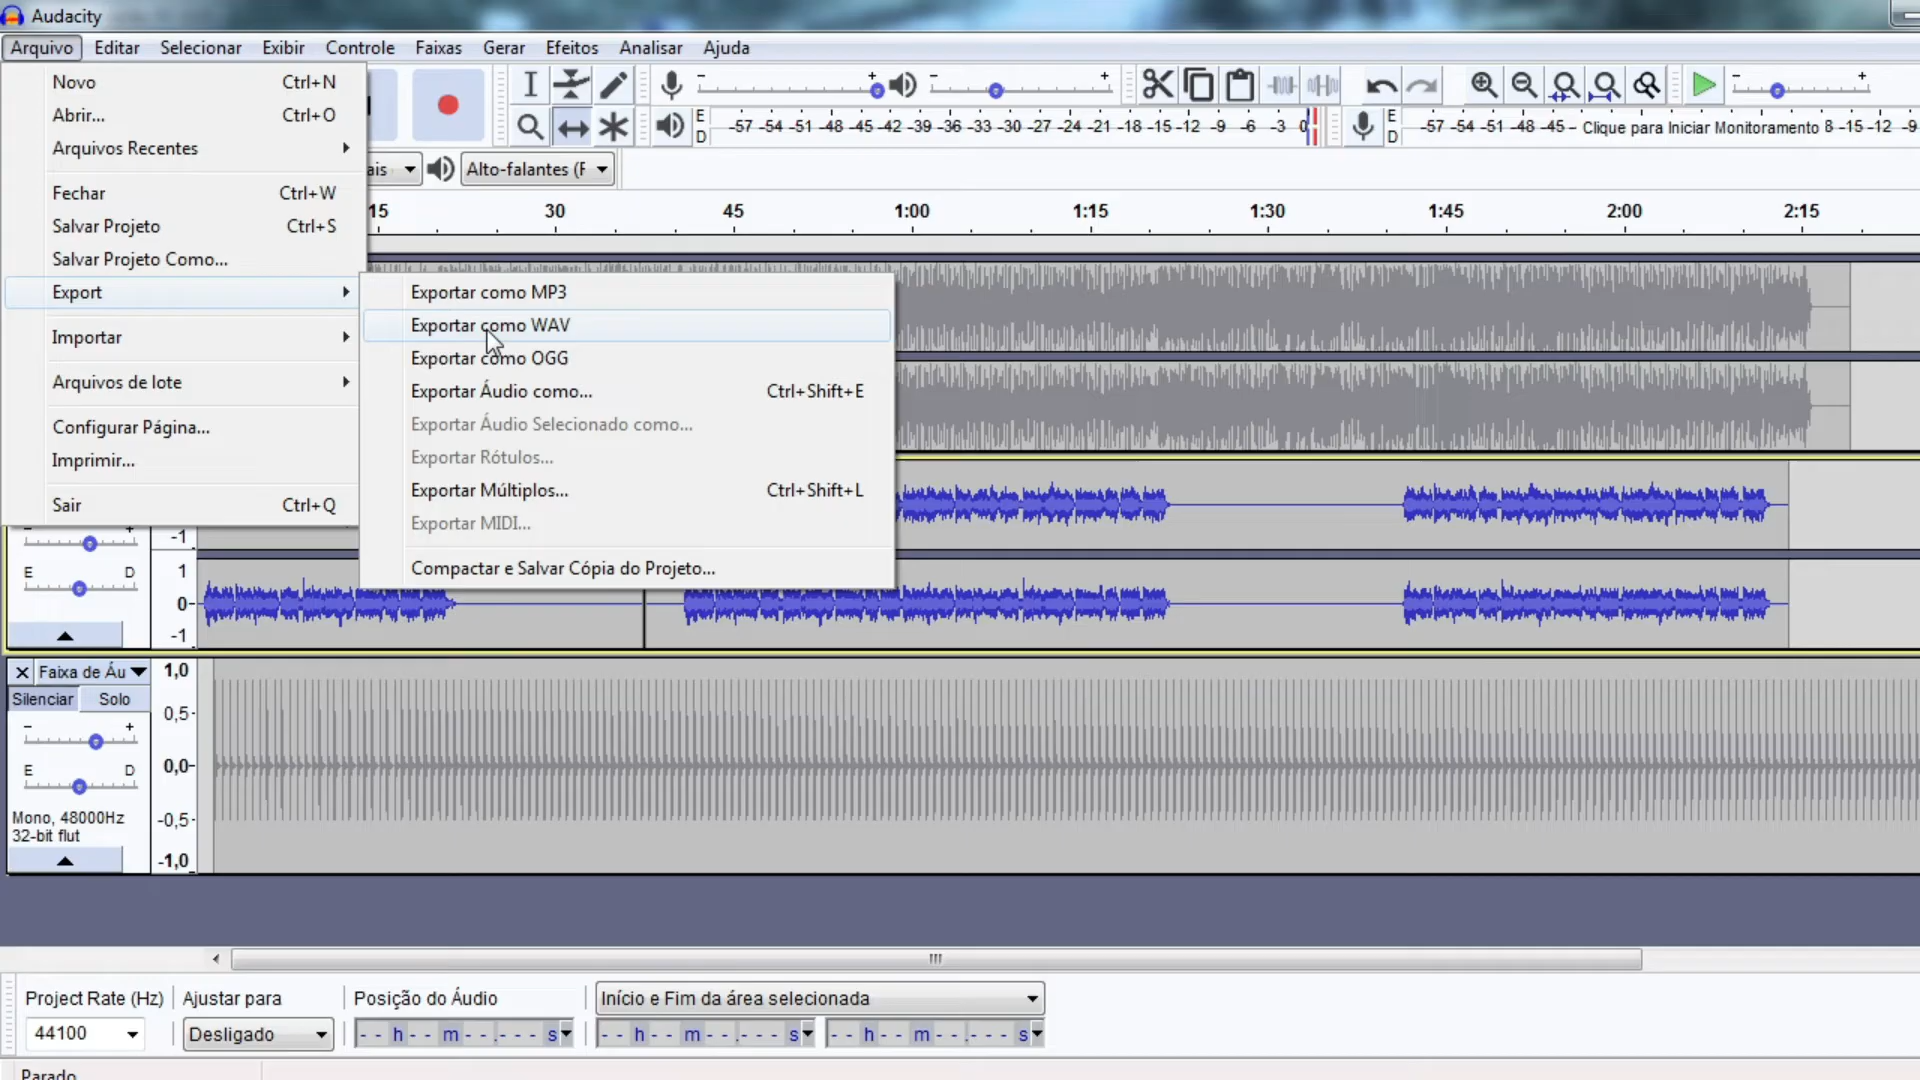 Audacity
Arquivo Editar Selecionar Exibir Controle Faixas Gerar Efeitos Analisar Ajuda
Novo Ctrl+N
Abrir... Ctrl+O
Arquivos Recentes
Fechar Ctrl+W
Salvar Projeto Ctrl+S
Salvar Projeto Como...
Export
Importar
Arquivos de lote
Configurar Página...
Imprimir...
Sair Ctrl+Q
Exportar como MP3
Exportar como WAV
Exportar como OGG
Exportar Áudio como... Ctrl+Shift+E
Exportar Áudio Selecionado como...
Exportar Rótulos...
Exportar Múltiplos... Ctrl+Shift+L
Exportar MIDI...
Compactar e Salvar Cópia do Projeto...
- + - + - +
E D -57 -54 -51 -48 -45 -42 -39 -36 -33 -30 -27 -24 -21 -18 -15 -12 -9 -6 -3 0
E D -57 -54 -51 -48 -45 - Clique para Iniciar Monitoramento 8 -15 -12 -9
ais Alto-falantes (F
15 30 45 1:00 1:15 1:30 1:45 2:00 2:15
- + -1
E D 1
0-
-1
X Faixa de Áu 1,0
Silenciar Solo
- + 0,5-
E D 0,0-
Mono, 48000Hz -0,5-
32-bit flut
-1,0
Project Rate (Hz) Ajustar para Posição do Áudio Início e Fim da área selecionada
44100 Desligado - - h - - m - - . - - - s - - h - - m - - . - - - s - - h - - m - - . - - - s
Parado